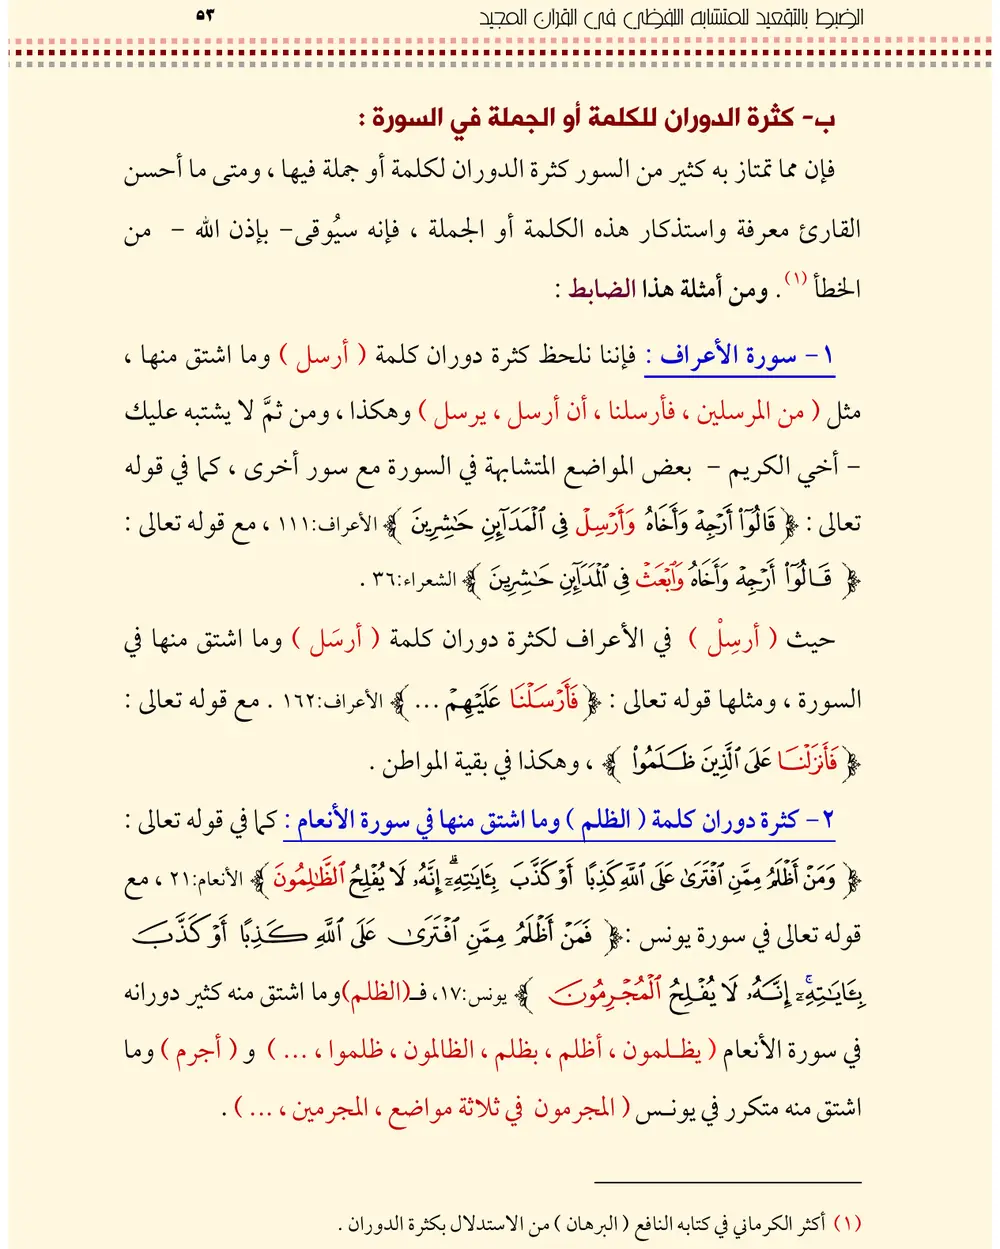 الضبط بالتقعيد للمتشابه اللفظي في القرآن المجيد ٥٣
ب- كثرة الدوران للكلمة أو الجملة في السورة :
فإن مما تمتاز به كثير من السور كثرة الدوران لكلمة أو جملة فيها ، ومتى ما أحسن
القارئ معرفة واستذكار هذه الكلمة أو الجملة ، فإنه سيُوقى- بإذن الله - من
الخطأ (١) . ومن أمثلة هذا الضابط :
١- سورة الأعراف : فإننا نلحظ كثرة دوران كلمة ( أرسل ) وما اشتق منها ،
مثل ( من المرسلين ، فأرسلنا ، أن أرسل ، يرسل ) وهكذا ، ومن ثمَّ لا يشتبه عليك
- أخي الكريم - بعض المواضع المتشابهة في السورة مع سور أخرى ، كما في قوله
تعالى : ﴿ قَالُوٓا۟ أَرْجِهْ وَأَخَاهُ وَأَرْسِلْ فِى ٱلْمَدَآئِنِ حَٰشِرِينَ ﴾ الأعراف:١١١ ، مع قوله تعالى :
﴿ قَالُوٓا۟ أَرْجِهْ وَأَخَاهُ وَٱبْعَثْ فِى ٱلْمَدَآئِنِ حَٰشِرِينَ ﴾ الشعراء:٣٦ .
حيث ( أرسِلْ ) في الأعراف لكثرة دوران كلمة ( أرسَل ) وما اشتق منها في
السورة ، ومثلها قوله تعالى : ﴿ فَأَرْسَلْنَا عَلَيْهِمْ ... ﴾ الأعراف:١٦٢ . مع قوله تعالى :
﴿ فَأَنزَلْنَا عَلَى ٱلَّذِينَ ظَلَمُوا۟ ﴾ ، وهكذا في بقية المواطن .
٢- كثرة دوران كلمة ( الظلم ) وما اشتق منها في سورة الأنعام : كما في قوله تعالى :
﴿ وَمَنْ أَظْلَمُ مِمَّنِ ٱفْتَرَىٰ عَلَى ٱللَّهِ كَذِبًا أَوْ كَذَّبَ بِـَٔايَٰتِهِۦٓ ۗ إِنَّهُۥ لَا يُفْلِحُ ٱلظَّٰلِمُونَ ﴾ الأنعام:٢١ ، مع
قوله تعالى في سورة يونس : ﴿ فَمَنْ أَظْلَمُ مِمَّنِ ٱفْتَرَىٰ عَلَى ٱللَّهِ كَذِبًا أَوْ كَذَّبَ
بِـَٔايَٰتِهِۦٓ ۚ إِنَّهُۥ لَا يُفْلِحُ ٱلْمُجْرِمُونَ ﴾ يونس:١٧، فـ(الظلم)وما اشتق منه كثير دورانه
في سورة الأنعام ( يظلمون ، أظلم ، بظلم ، الظالمون ، ظلموا ، ... ) و ( أجرم ) وما
اشتق منه متكرر في يونس ( المجرمون في ثلاثة مواضع ، المجرمين ، ... ) .
(١) أكثر الكرماني في كتابه النافع ( البرهان ) من الاستدلال بكثرة الدوران .